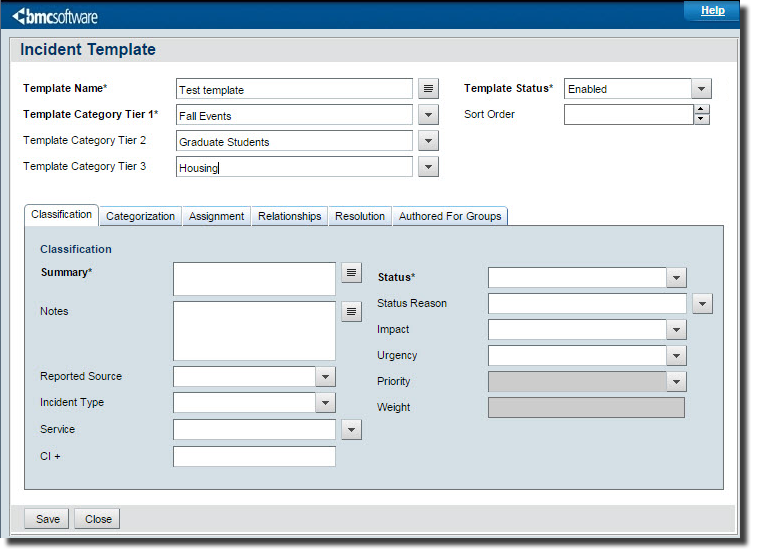 bmcsoftware
Help
Incident Template
Template Name* Test template
Template Status* Enabled
Template Category Tier 1* Fall Events
Sort Order
Template Category Tier 2 Graduate Students
Template Category Tier 3 Housing
Classification Categorization Assignment Relationships Resolution Authored For Groups
Classification
Summary*
Status*
Notes
Status Reason
Impact
Urgency
Reported Source
Priority
Incident Type
Weight
Service
CI +
Save Close